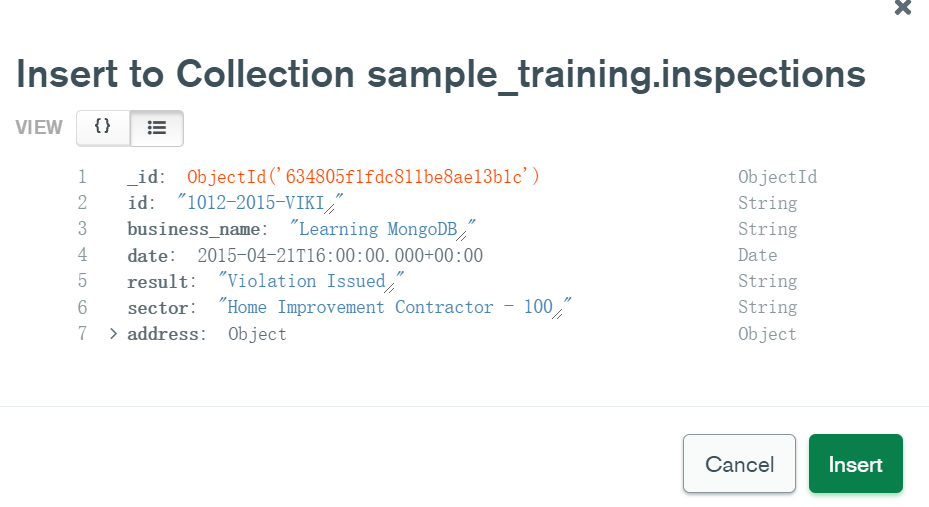 Insert to Collection sample_training.inspections
VIEW {}
1 _id: ObjectId('634805f1fdc811be8ae13b1c') ObjectId
2 id: "1012-2015-VIKI" String
3 business_name: "Learning MongoDB" String
4 date: 2015-04-21T16:00:00.000+00:00 Date
5 result: "Violation Issued" String
6 sector: "Home Improvement Contractor - 100" String
7 > address: Object Object
Cancel Insert